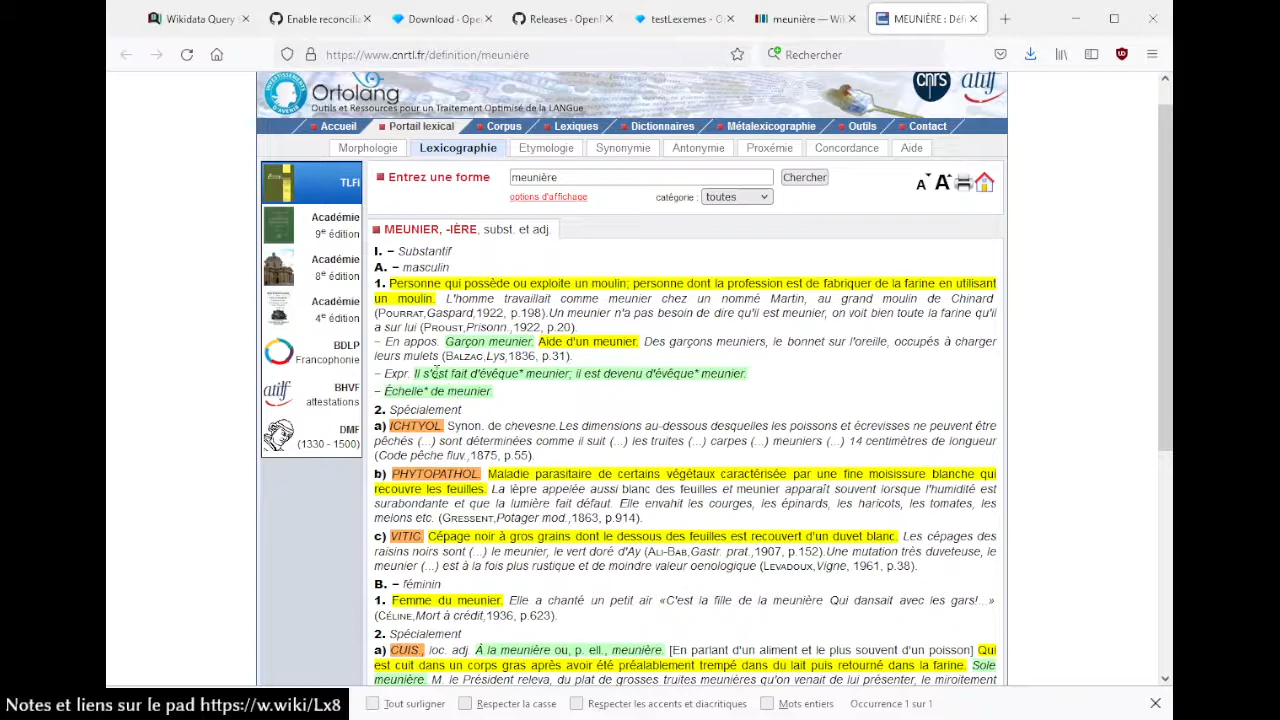 Wikidata Query
Enable reconcilia
Download - Open
Releases - OpenF
testLexemes - O
meunière — Wik
MEUNIÈRE : Défi
https://www.cnrtl.fr/definition/meunière
Rechercher
Ortolang
Outils et Ressources pour un Traitement Optimisé de la LANGue
cnrs
atilf
Accueil
Portail lexical
Corpus
Lexiques
Dictionnaires
Métalexicographie
Outils
Contact
Morphologie
Lexicographie
Etymologie
Synonymie
Antonymie
Proxémie
Concordance
Aide
TLFi
Académie
9e édition
Académie
8e édition
Académie
4e édition
BDLP
Francophonie
atilf
BHVF
attestations
DMF
(1330 - 1500)
Entrez une forme
meunière
Chercher
options d'affichage
catégorie :
toutes
A A
MEUNIER, -IÈRE, subst. et adj.
I. − Substantif
A. − masculin
1. Personne qui possède ou exploite un moulin; personne dont la profession est de fabriquer de la farine en utilisant
un moulin. L'homme travaillait comme meunier chez un nommé Martin, au grand moulin de Chinard
(POURRAT,Gaspard,1922, p.198).Un meunier n'a pas besoin de dire qu'il est meunier, on voit bien toute la farine qu'il
a sur lui (PROUST,Prisonn.,1922, p.20).
− En appos. Garçon meunier. Aide d'un meunier. Des garçons meuniers, le bonnet sur l'oreille, occupés à charger
leurs mulets (BALZAC,Lys,1836, p.31).
− Expr. Il s'est fait d'évêque* meunier; il est devenu d'évêque* meunier.
− Échelle* de meunier.
2. Spécialement
a) ICHTYOL. Synon. de chevesne.Les dimensions au-dessous desquelles les poissons et écrevisses ne peuvent être
pêchés (...) sont déterminées comme il suit (...) les truites (...) carpes (...) meuniers (...) 14 centimètres de longueur
(Code pêche fluv.,1875, p.55).
b) PHYTOPATHOL. Maladie parasitaire de certains végétaux caractérisée par une fine moisissure blanche qui
recouvre les feuilles. La lèpre appelée aussi blanc des feuilles et meunier apparaît souvent lorsque l'humidité est
surabondante et que la lumière fait défaut. Elle envahit les courges, les épinards, les haricots, les tomates, les
melons etc. (GRESSENT,Potager mod.,1863, p.914).
c) VITIC. Cépage noir à gros grains dont le dessous des feuilles est recouvert d'un duvet blanc. Les cépages des
raisins noirs sont (...) le meunier, le vert doré d'Ay (ALI-BAB,Gastr. prat.,1907, p.152).Une mutation très duveteuse, le
meunier (...) est à la fois plus rustique et de moindre valeur oenologique (LEVADOUX,Vigne, 1961, p.38).
B. − féminin
1. Femme du meunier. Elle a chanté un petit air «C'est la fille de la meunière Qui dansait avec les gars!...»
(CÉLINE,Mort à crédit,1936, p.623).
2. Spécialement
a) CUIS., loc. adj. À la meunière ou, p. ell., meunière. [En parlant d'un aliment et le plus souvent d'un poisson] Qui
est cuit dans un corps gras après avoir été préalablement trempé dans du lait puis retourné dans la farine. Sole
meunière. M. le Président releva, du plat de grosses truites meunières qu'on venait de lui présenter, le miroitement
Notes et liens sur le pad https://w.wiki/Lx8
Tout surligner
Respecter la casse
Respecter les accents et diacritiques
Mots entiers
Occurrence 1 sur 1